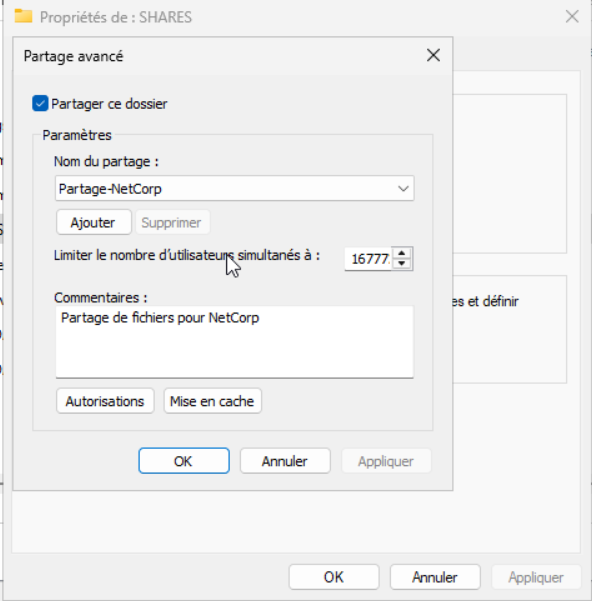 Propriétés de : SHARES
Partage avancé
Partager ce dossier
Paramètres
Nom du partage :
Partage-NetCorp
Ajouter
Supprimer
Limiter le nombre d'utilisateurs simultanés à :
16777
Commentaires :
Partage de fichiers pour NetCorp
es et définir
Autorisations
Mise en cache
OK
Annuler
Appliquer
OK
Annuler
Appliquer